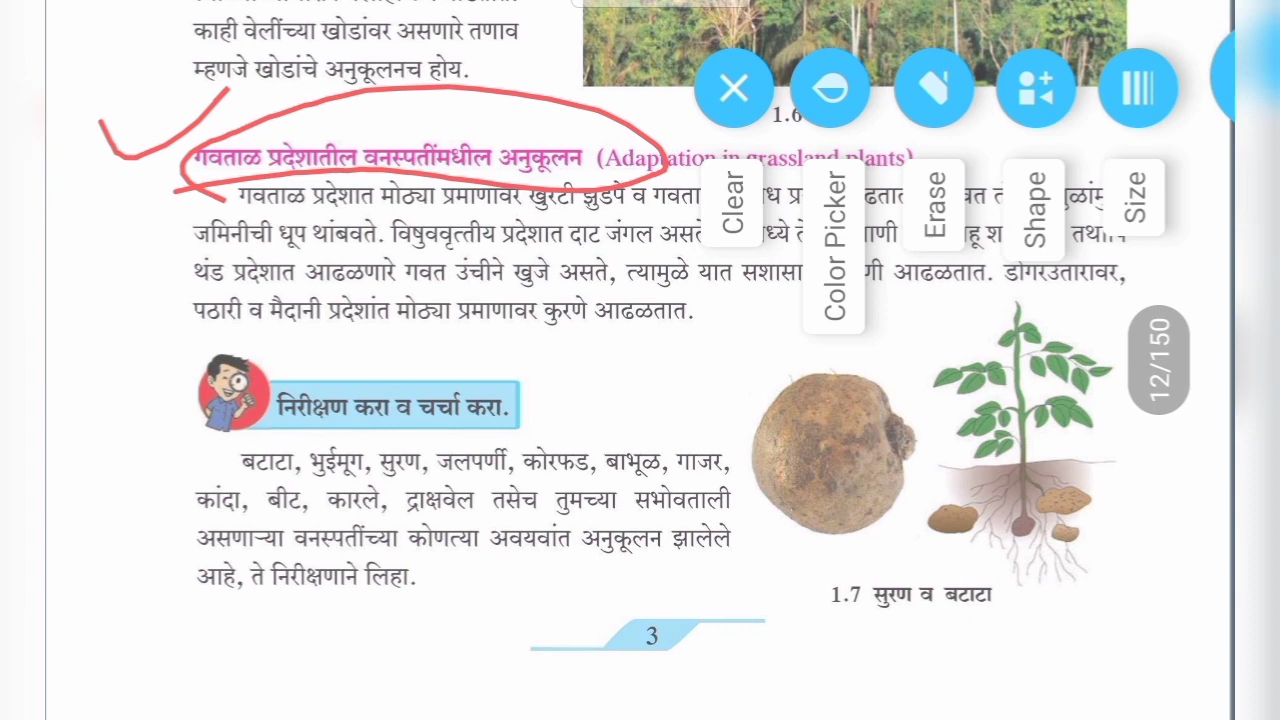 काही वेलींच्या खोडांवर असणारे तणाव
म्हणजे खोडांचे अनुकूलनच होय.
1.6
गवताळ प्रदेशातील वनस्पतींमधील अनुकूलन (Adaptation in grassland plants)
गवताळ प्रदेशात मोठ्या प्रमाणावर खुरटी झुडपे व
जमिनीची धूप थांबवते. विषुववृत्तीय प्रदेशात दाट जंगल
थंड प्रदेशात आढळणारे गवत उंचीने खुजे असते, त्यामुळे यात आढळतात. डोंगरउतारावर,
पठारी व मैदानी प्रदेशांत मोठ्या प्रमाणावर कुरणे आढळतात.
Clear
Color Picker
Erase
Shape
Size
12/150
निरीक्षण करा व चर्चा करा.
बटाटा, भुईमूग, सुरण, जलपर्णी, कोरफड, बाभूळ, गाजर,
कांदा, बीट, कारले, द्राक्षवेल तसेच तुमच्या सभोवताली
असणाऱ्या वनस्पतींच्या कोणत्या अवयवांत अनुकूलन झालेले
आहे, ते निरीक्षणाने लिहा.
1.7 सुरण व बटाटा
3